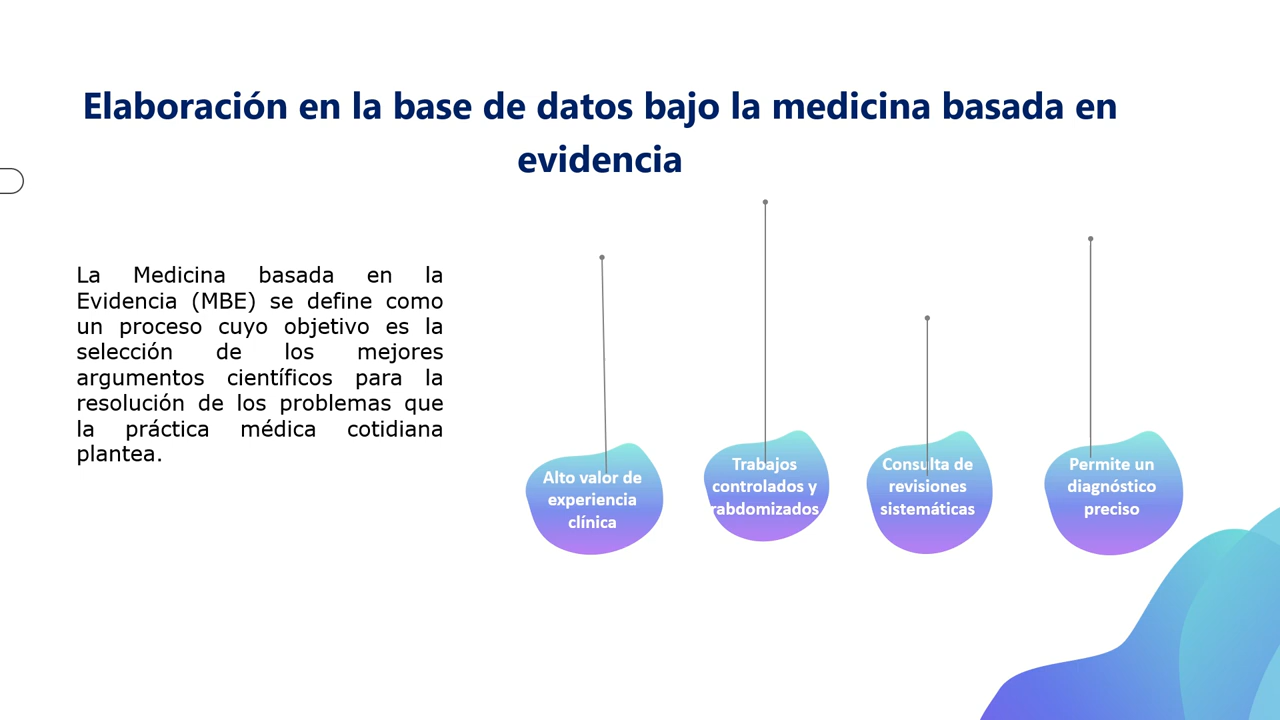 Elaboración en la base de datos bajo la medicina basada en
evidencia
La Medicina basada en la
Evidencia (MBE) se define como
un proceso cuyo objetivo es la
selección de los mejores
argumentos científicos para la
resolución de los problemas que
la práctica médica cotidiana
plantea.
Alto valor de
experiencia
clínica
Trabajos
controlados y
rabdomizados
Consulta de
revisiones
sistemáticas
Permite un
diagnóstico
preciso